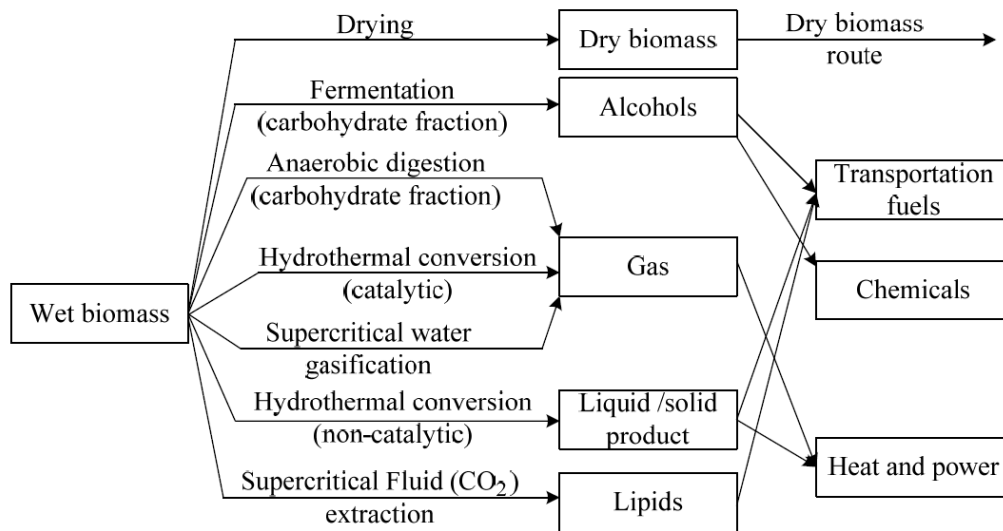 Drying
Dry biomass
Dry biomass
route
Fermentation
(carbohydrate fraction)
Alcohols
Anaerobic digestion
(carbohydrate fraction)
Transportation
fuels
Gas
Hydrothermal conversion
(catalytic)
Chemicals
Wet biomass
Supercritical water
gasification
Hydrothermal conversion
(non-catalytic)
Liquid /solid
product
Heat and power
Supercritical Fluid (CO₂)
extraction
Lipids